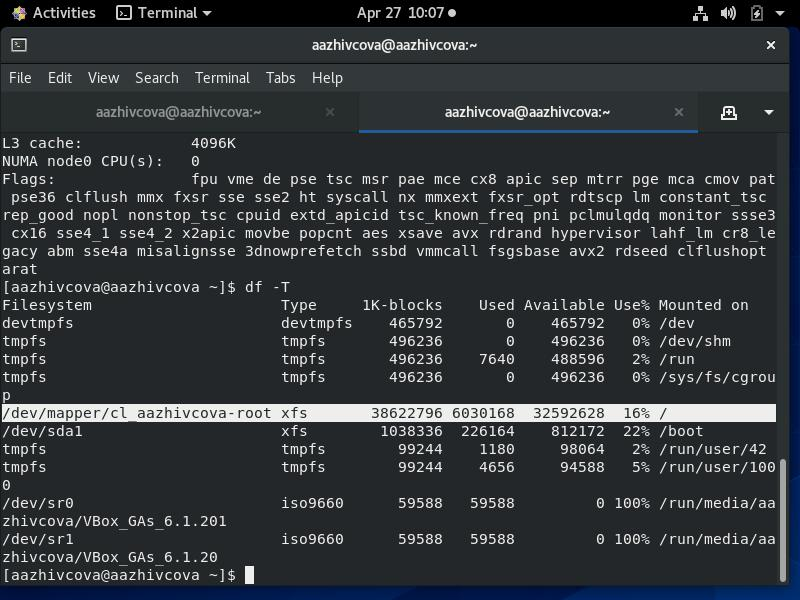 Activities Terminal Apr 27 10:07
aazhivcova@aazhivcova:~
File Edit View Search Terminal Tabs Help
aazhivcova@aazhivcova:~ aazhivcova@aazhivcova:~
L3 cache: 4096K
NUMA node0 CPU(s): 0
Flags: fpu vme de pse tsc msr pae mce cx8 apic sep mtrr pge mca cmov pat
pse36 clflush mmx fxsr sse sse2 ht syscall nx mmxext fxsr_opt rdtscp lm constant_tsc
rep_good nopl nonstop_tsc cpuid extd_apicid tsc_known_freq pni pclmulqdq monitor ssse3
cx16 sse4_1 sse4_2 x2apic movbe popcnt aes xsave avx rdrand hypervisor lahf_lm cr8_le
gacy abm sse4a misalignsse 3dnowprefetch ssbd vmmcall fsgsbase avx2 rdseed clflushopt
arat
[aazhivcova@aazhivcova ~]$ df -T
Filesystem Type 1K-blocks Used Available Use% Mounted on
devtmpfs devtmpfs 465792 0 465792 0% /dev
tmpfs tmpfs 496236 0 496236 0% /dev/shm
tmpfs tmpfs 496236 7640 488596 2% /run
tmpfs tmpfs 496236 0 496236 0% /sys/fs/cgrou
p
/dev/mapper/cl_aazhivcova-root xfs 38622796 6030168 32592628 16% /
/dev/sda1 xfs 1038336 226164 812172 22% /boot
tmpfs tmpfs 99244 1180 98064 2% /run/user/42
tmpfs tmpfs 99244 4656 94588 5% /run/user/100
0
/dev/sr0 iso9660 59588 59588 0 100% /run/media/aa
zhivcova/VBox_GAs_6.1.201
/dev/sr1 iso9660 59588 59588 0 100% /run/media/aa
zhivcova/VBox_GAs_6.1.20
[aazhivcova@aazhivcova ~]$